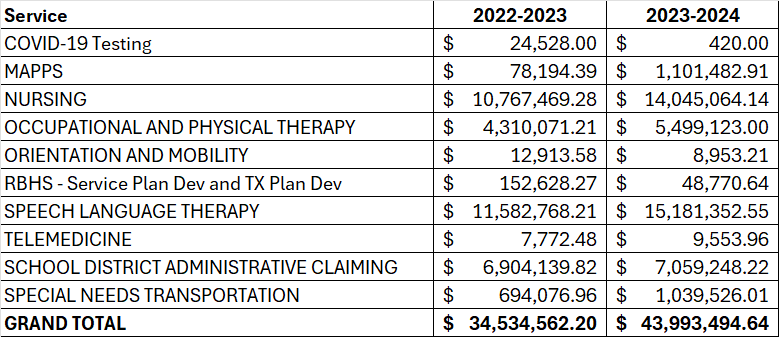 Service 2022-2023 2023-2024
COVID-19 Testing $ 24,528.00 $ 420.00
MAPPS $ 78,194.39 $ 1,101,482.91
NURSING $ 10,767,469.28 $ 14,045,064.14
OCCUPATIONAL AND PHYSICAL THERAPY $ 4,310,071.21 $ 5,499,123.00
ORIENTATION AND MOBILITY $ 12,913.58 $ 8,953.21
RBHS - Service Plan Dev and TX Plan Dev $ 152,628.27 $ 48,770.64
SPEECH LANGUAGE THERAPY $ 11,582,768.21 $ 15,181,352.55
TELEMEDICINE $ 7,772.48 $ 9,553.96
SCHOOL DISTRICT ADMINISTRATIVE CLAIMING $ 6,904,139.82 $ 7,059,248.22
SPECIAL NEEDS TRANSPORTATION $ 694,076.96 $ 1,039,526.01
GRAND TOTAL $ 34,534,562.20 $ 43,993,494.64